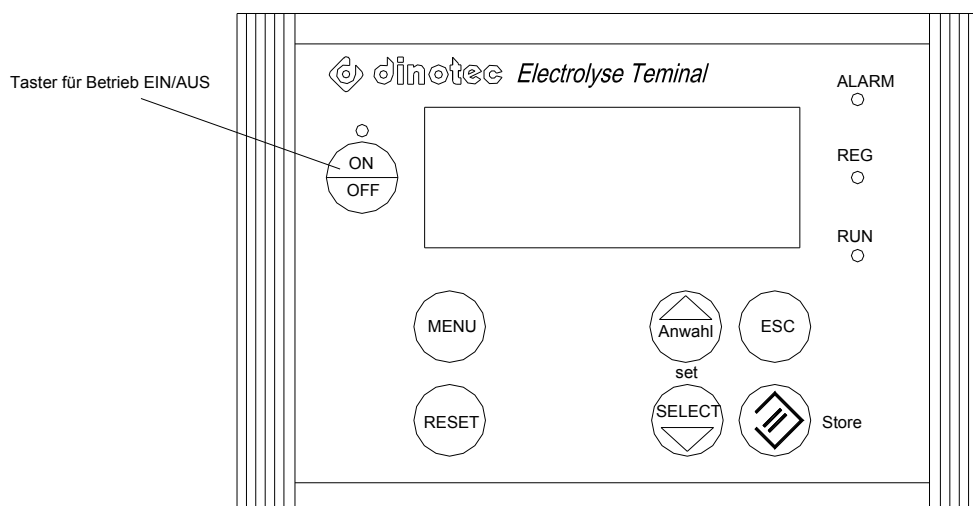 dinotec Electrolyse Teminal
Taster für Betrieb EIN/AUS
ALARM
ON
OFF
REG
RUN
MENU
Anwahl
ESC
set
RESET
SELECT
Store